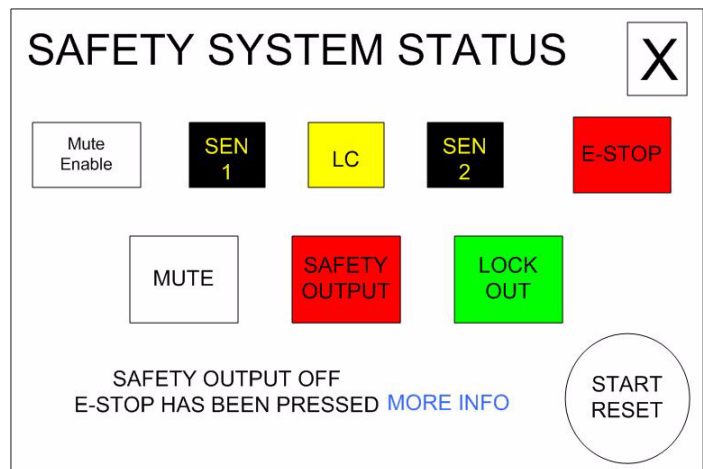 SAFETY SYSTEM STATUS
X
Mute
Enable
SEN
1
LC
SEN
2
E-STOP
MUTE
SAFETY
OUTPUT
LOCK
OUT
SAFETY OUTPUT OFF
E-STOP HAS BEEN PRESSED MORE INFO
START
RESET